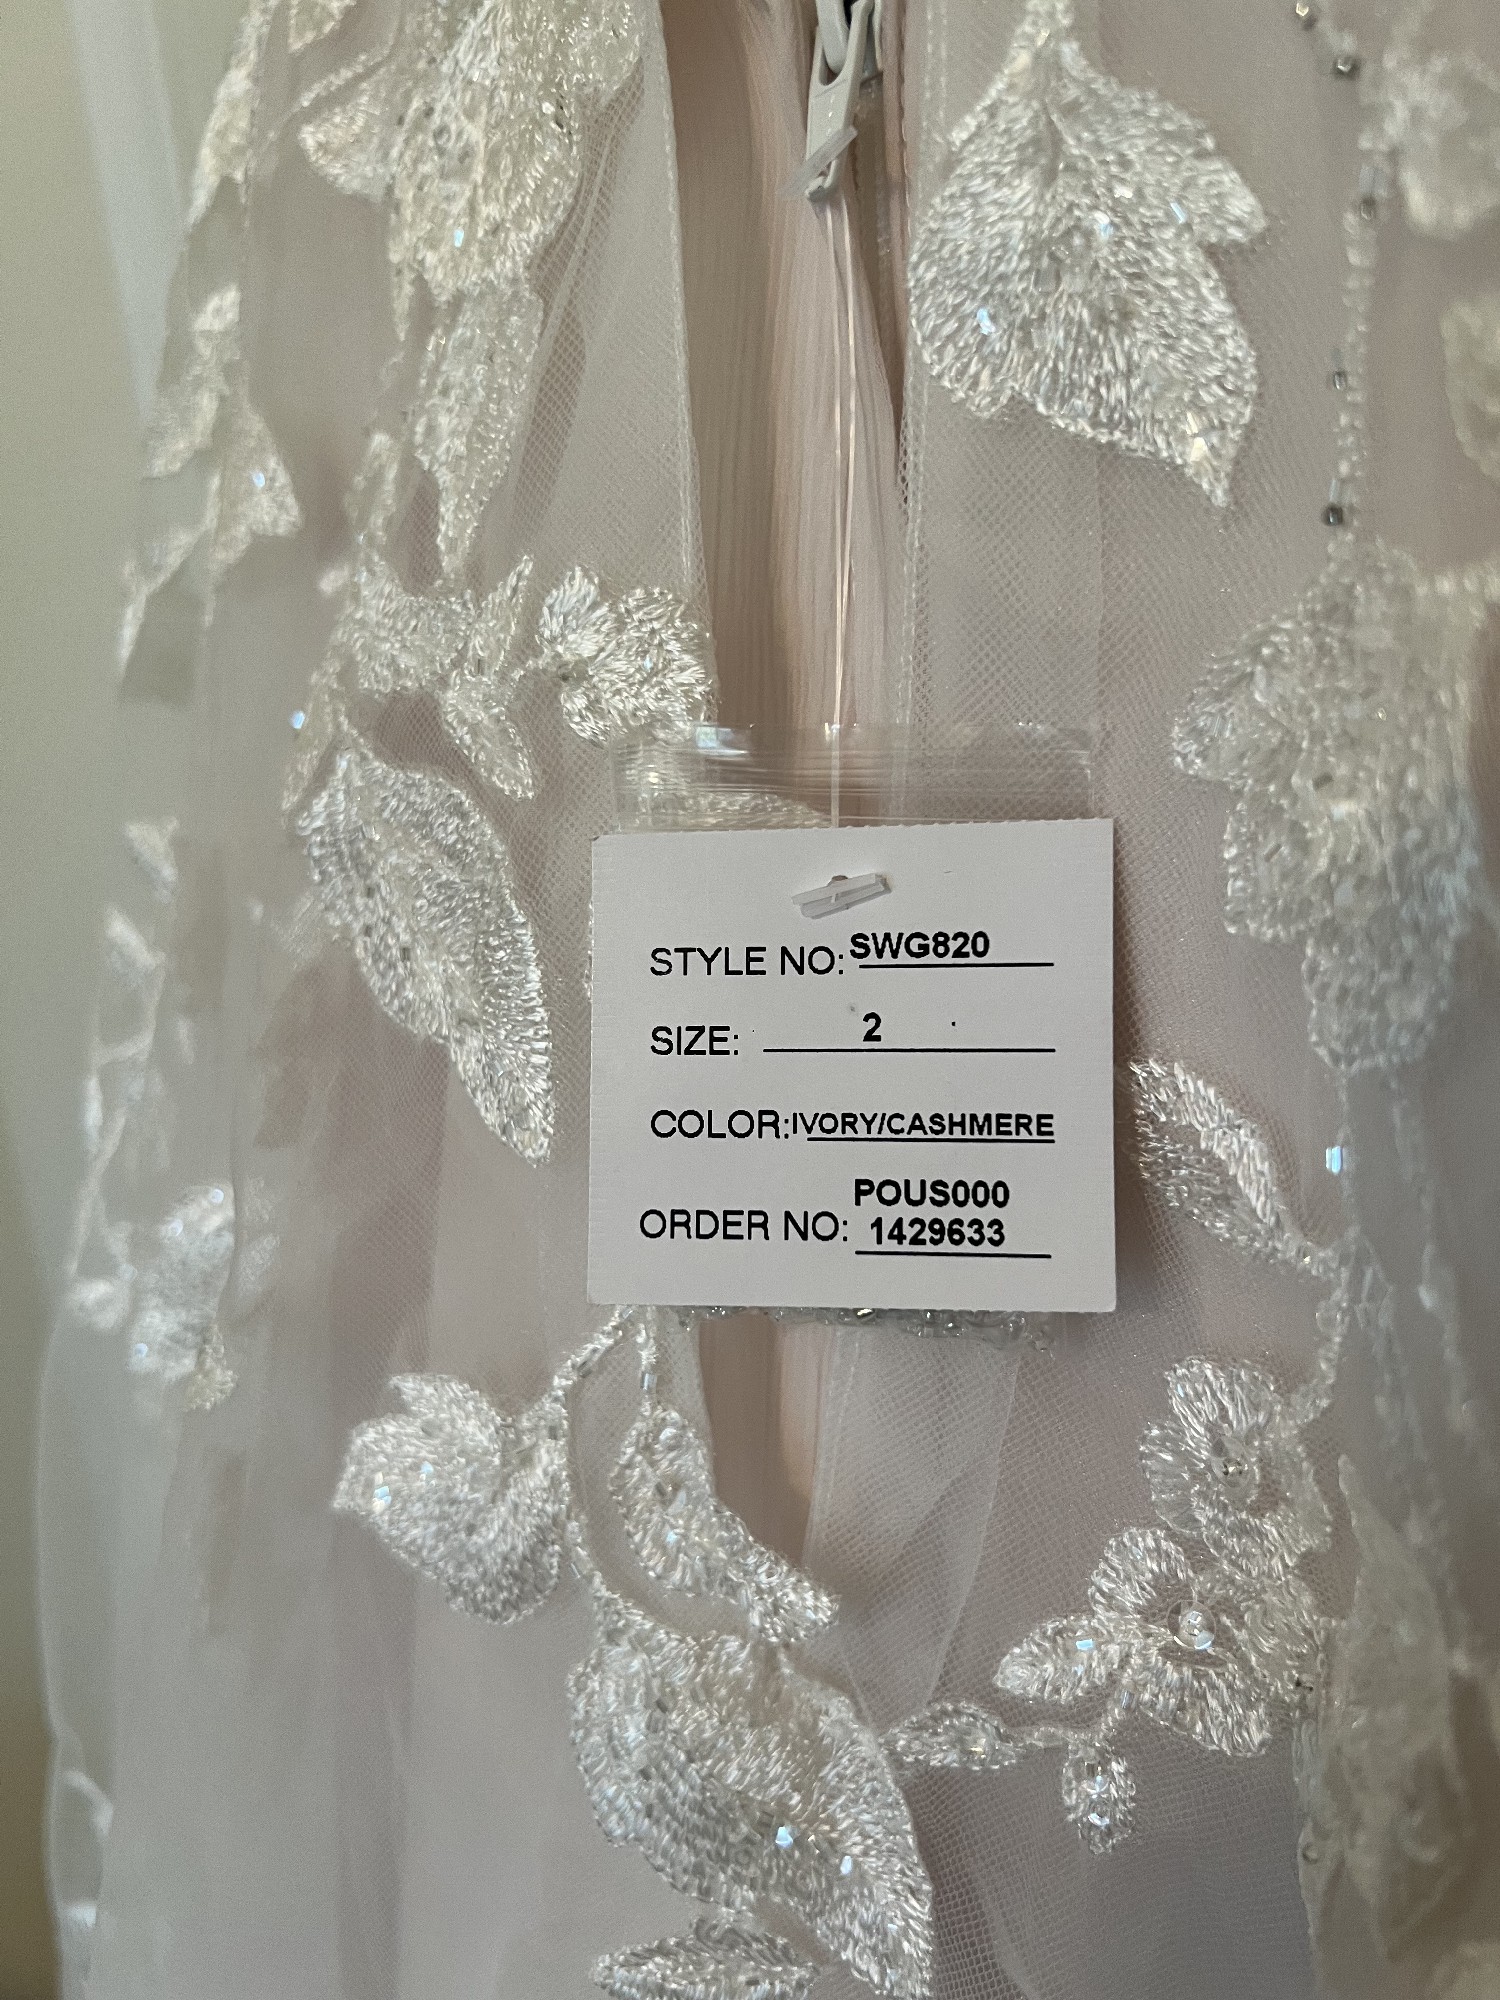 STYLE NO: SWG820
SIZE: 2
COLOR: IVORY/CASHMERE
POUS000
ORDER NO: 1429633